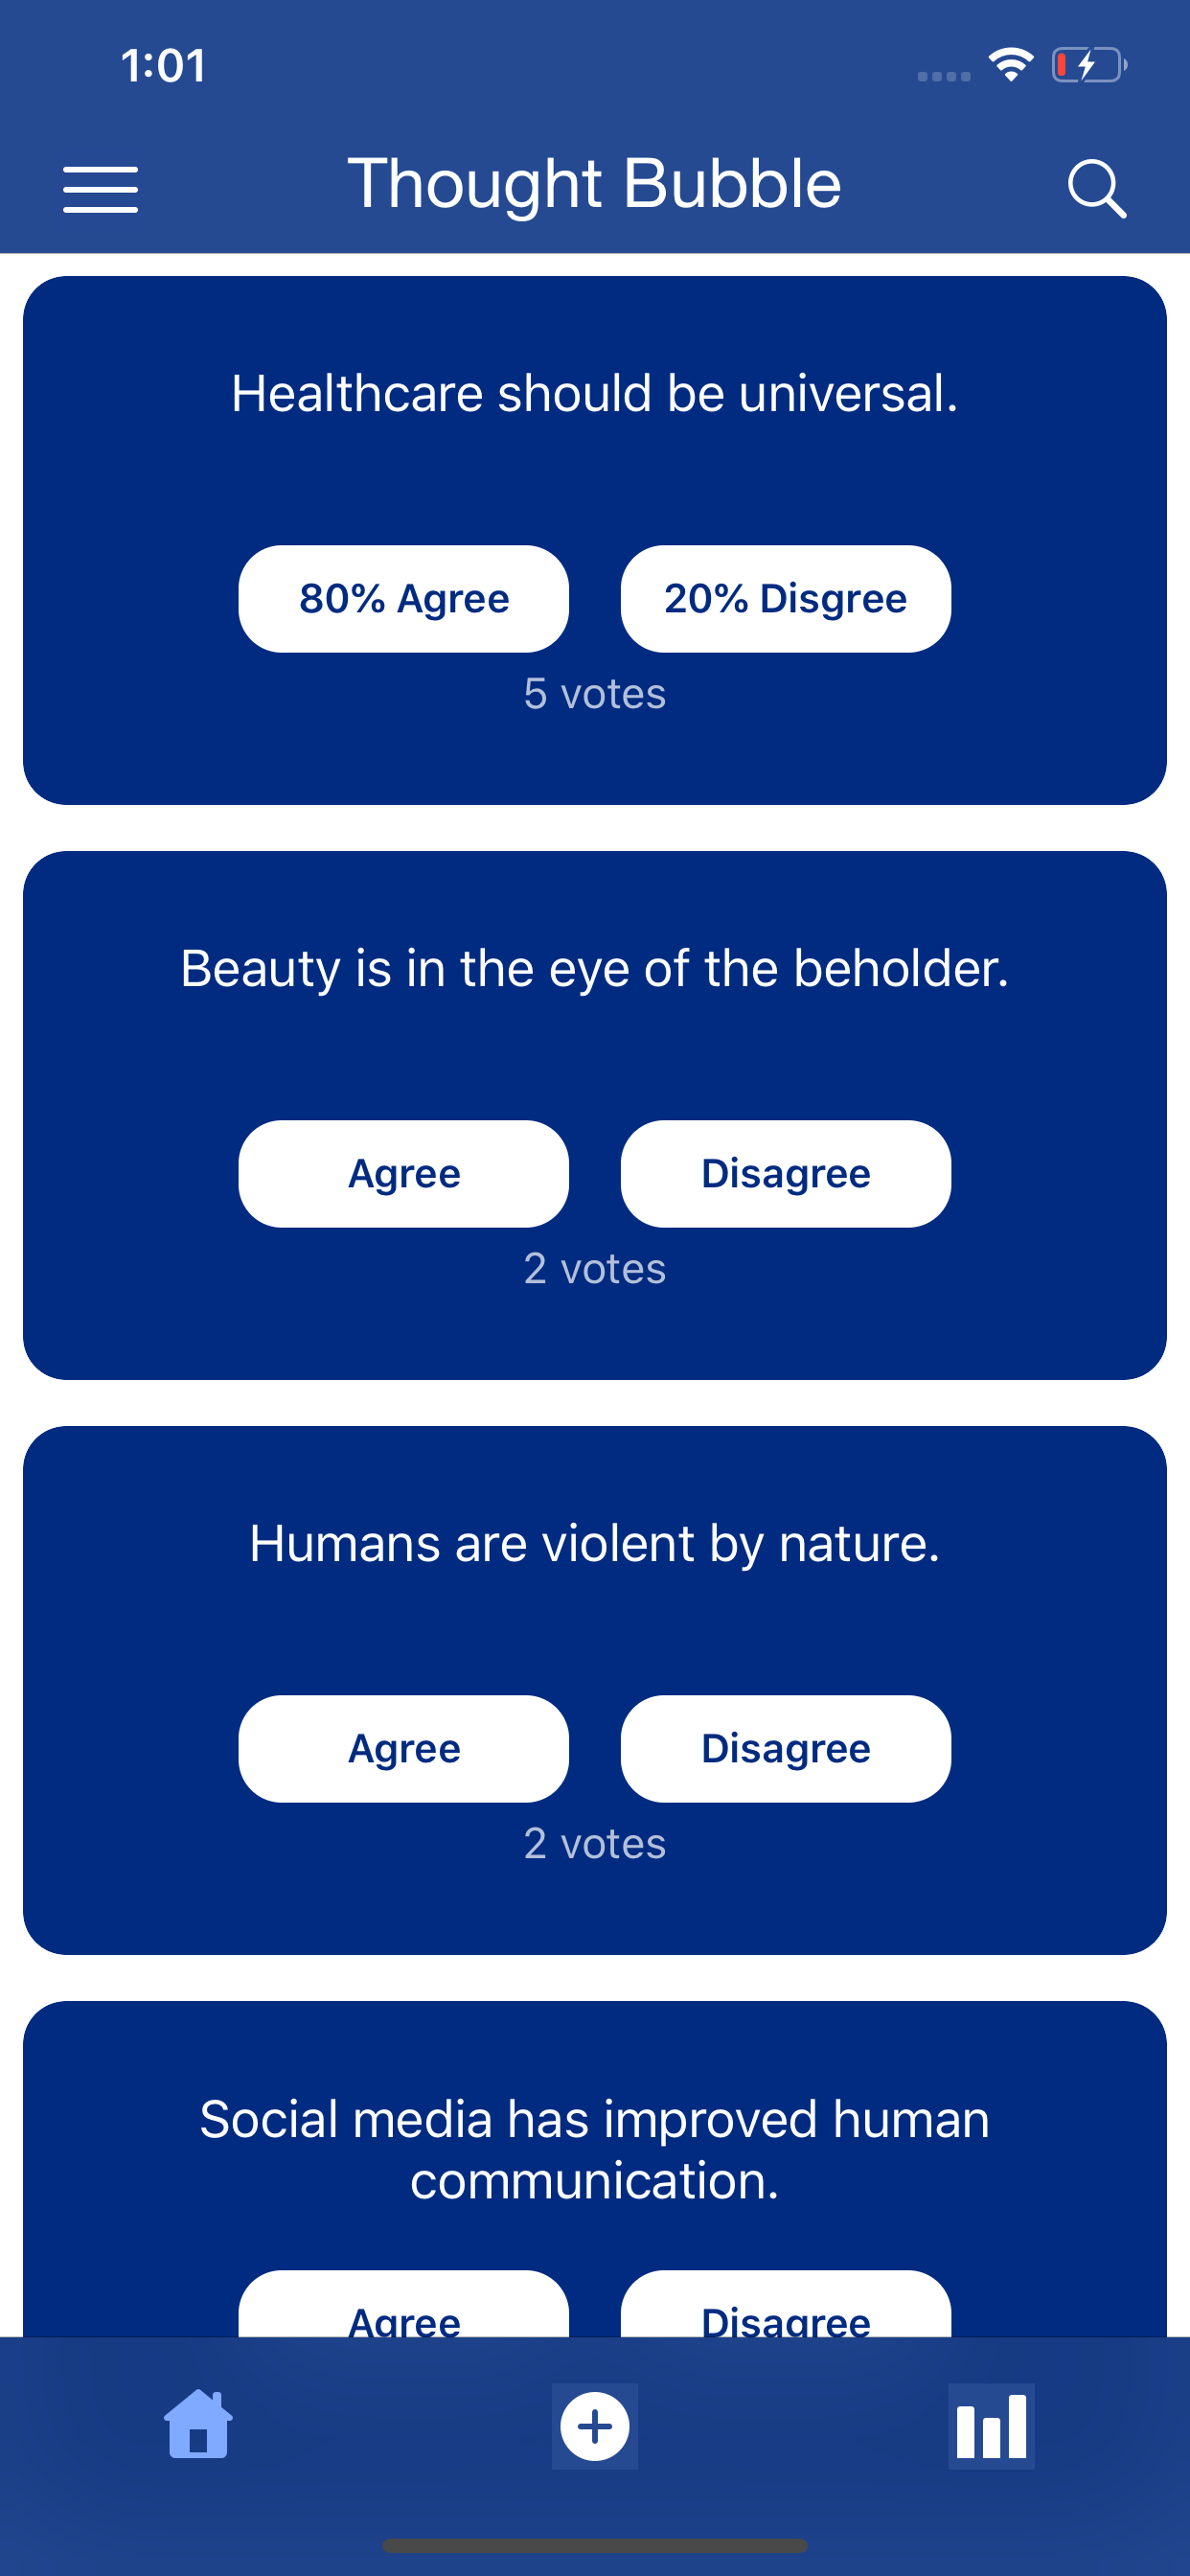 1:01
Thought Bubble
Healthcare should be universal.
80% Agree 20% Disgree
5 votes
Beauty is in the eye of the beholder.
Agree Disagree
2 votes
Humans are violent by nature.
Agree Disagree
2 votes
Social media has improved human
communication.
Agree Disagree